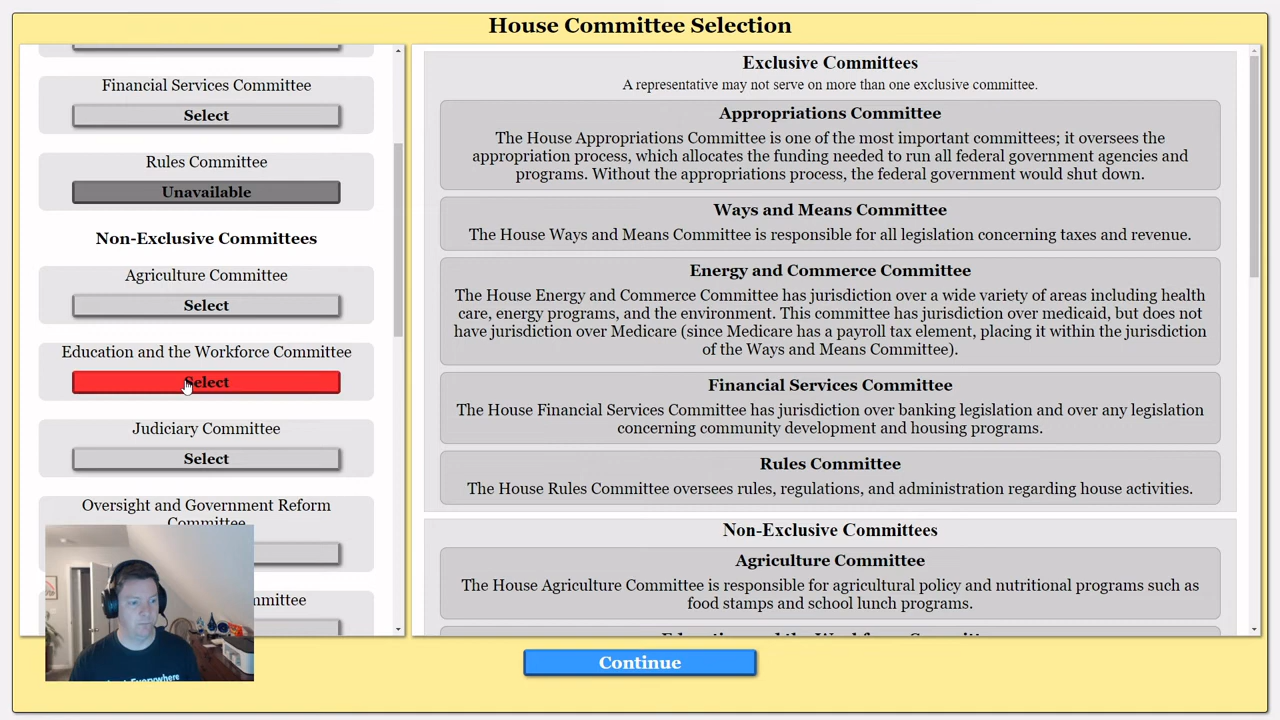 House Committee Selection
Financial Services Committee
Select
Rules Committee
Unavailable
Non-Exclusive Committees
Agriculture Committee
Select
Education and the Workforce Committee
Select
Judiciary Committee
Select
Oversight and Government Reform
Committee
Exclusive Committees
A representative may not serve on more than one exclusive committee.
Appropriations Committee
The House Appropriations Committee is one of the most important committees; it oversees the
appropriation process, which allocates the funding needed to run all federal government agencies and
programs. Without the appropriations process, the federal government would shut down.
Ways and Means Committee
The House Ways and Means Committee is responsible for all legislation concerning taxes and revenue.
Energy and Commerce Committee
The House Energy and Commerce Committee has jurisdiction over a wide variety of areas including health
care, energy programs, and the environment. This committee has jurisdiction over medicaid, but does not
have jurisdiction over Medicare (since Medicare has a payroll tax element, placing it within the jurisdiction
of the Ways and Means Committee).
Financial Services Committee
The House Financial Services Committee has jurisdiction over banking legislation and over any legislation
concerning community development and housing programs.
Rules Committee
The House Rules Committee oversees rules, regulations, and administration regarding house activities.
Non-Exclusive Committees
Agriculture Committee
The House Agriculture Committee is responsible for agricultural policy and nutritional programs such as
food stamps and school lunch programs.
Continue